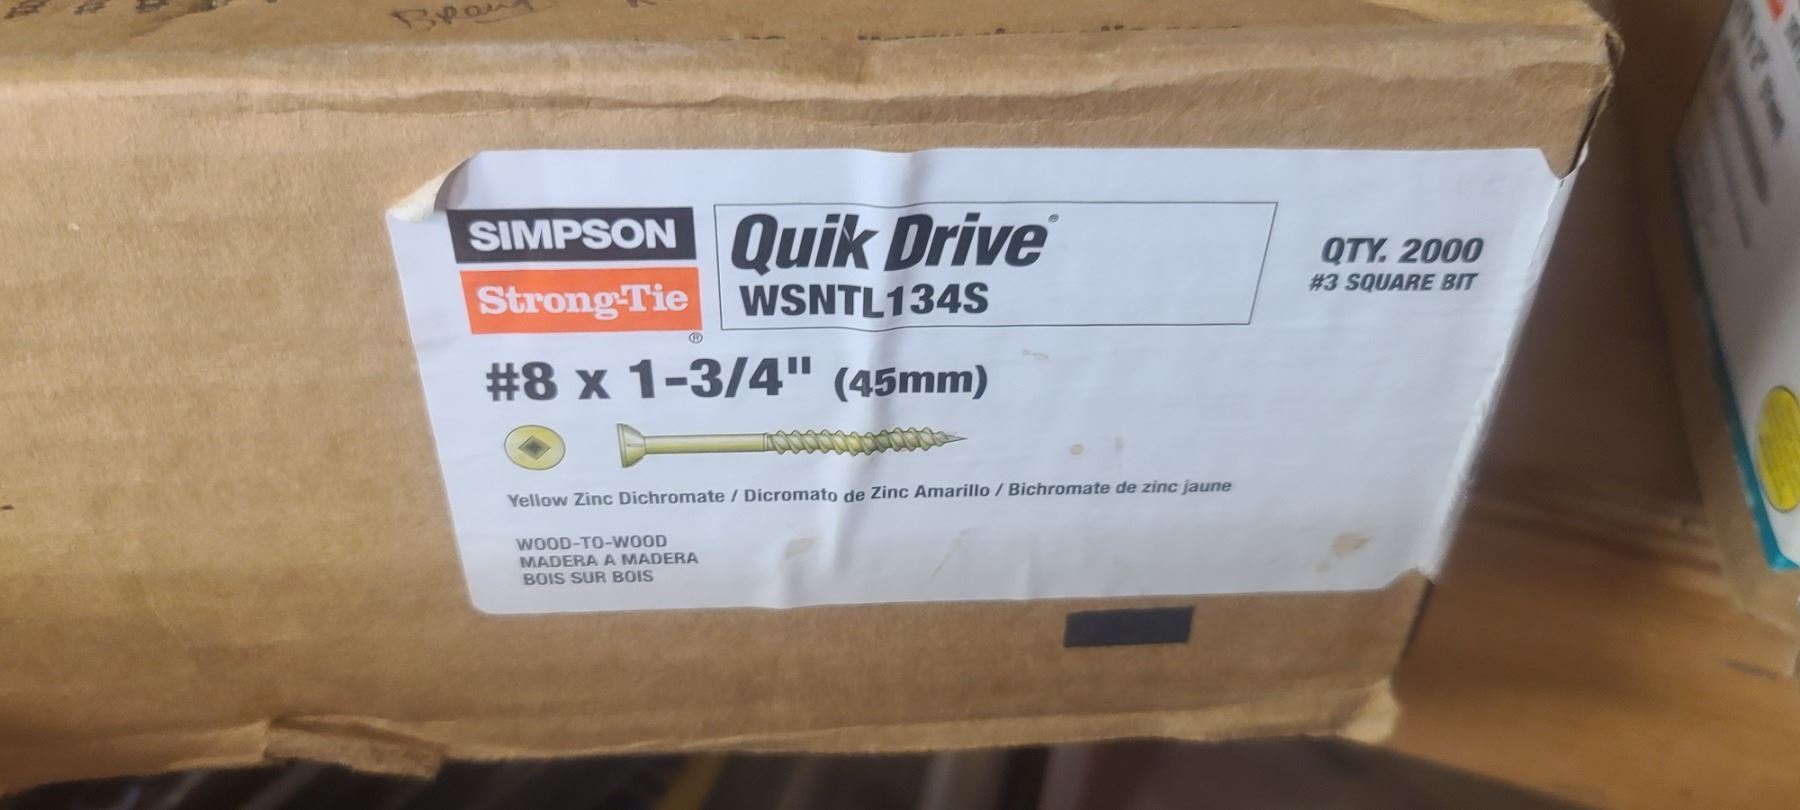 SIMPSON
Strong-Tie
®
Quik Drive®
WSNTL134S
QTY. 2000
#3 SQUARE BIT
#8 x 1-3/4" (45mm)
Yellow Zinc Dichromate / Dicromato de Zinc Amarillo / Bichromate de zinc jaune
WOOD-TO-WOOD
MADERA A MADERA
BOIS SUR BOIS